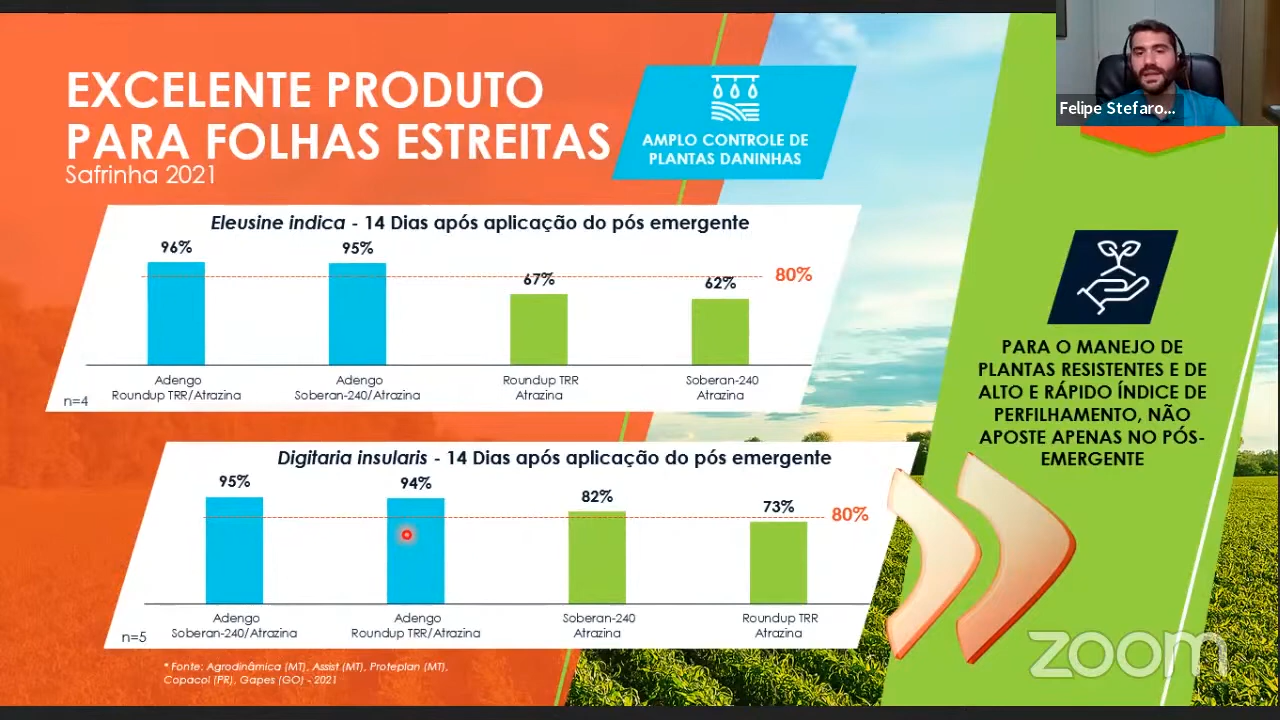 EXCELENTE PRODUTO
PARA FOLHAS ESTREITAS
Safrinha 2021
AMPLO CONTROLE DE
PLANTAS DANINHAS
Felipe Stefaro...
Eleusine indica - 14 Dias após aplicação do pós emergente
96%
95%
67%
62%
80%
Adengo
Roundup TRR/Atrazina
Adengo
Soberan-240/Atrazina
Roundup TRR
Atrazina
Soberan-240
Atrazina
n=4
Digitaria insularis - 14 Dias após aplicação do pós emergente
95%
94%
82%
73%
80%
Adengo
Soberan-240/Atrazina
Adengo
Roundup TRR/Atrazina
Soberan-240
Atrazina
Roundup TRR
Atrazina
n=5
* Fonte: Agrodinâmica (MT), Assist (MT), Proteplan (MT),
Copacol (PR), Gapes (GO) - 2021
PARA O MANEJO DE
PLANTAS RESISTENTES E DE
ALTO E RÁPIDO ÍNDICE DE
PERFILHAMENTO, NÃO
APOSTE APENAS NO PÓS-
EMERGENTE
zoom